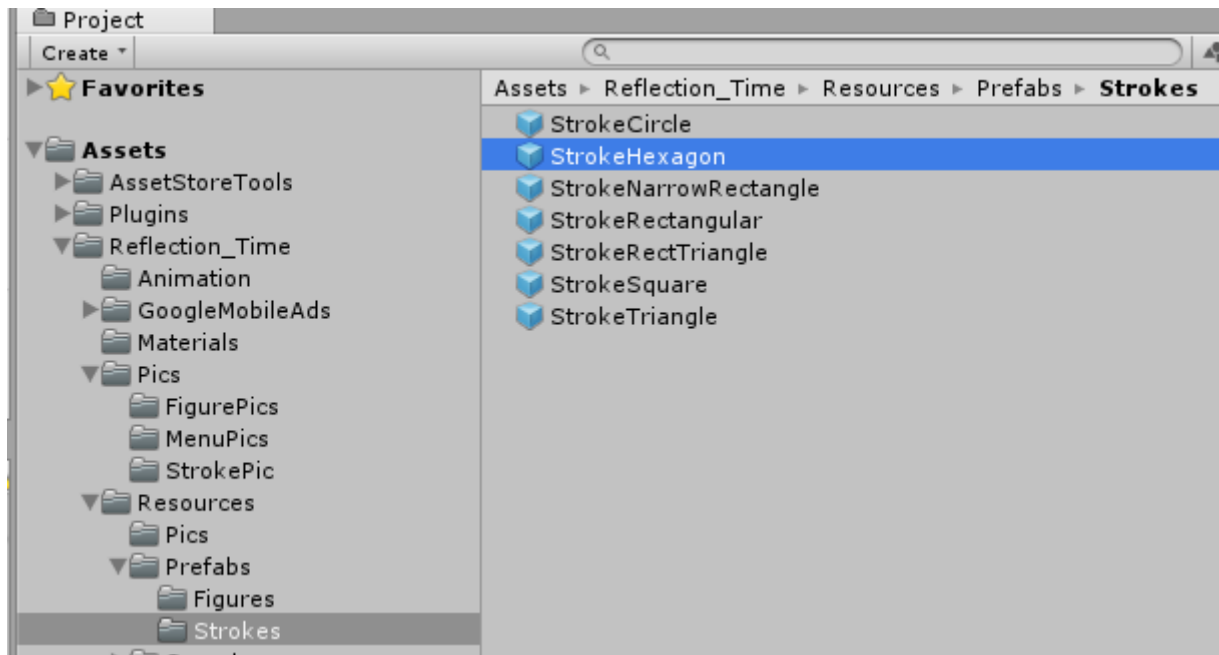 Project
Create
Favorites
Assets
AssetStoreTools
Plugins
Reflection_Time
Animation
GoogleMobileAds
Materials
Pics
FigurePics
MenuPics
StrokePic
Resources
Pics
Prefabs
Figures
Strokes
Assets Reflection_Time Resources Prefabs Strokes
StrokeCircle
StrokeHexagon
StrokeNarrowRectangle
StrokeRectangular
StrokeRectTriangle
StrokeSquare
StrokeTriangle